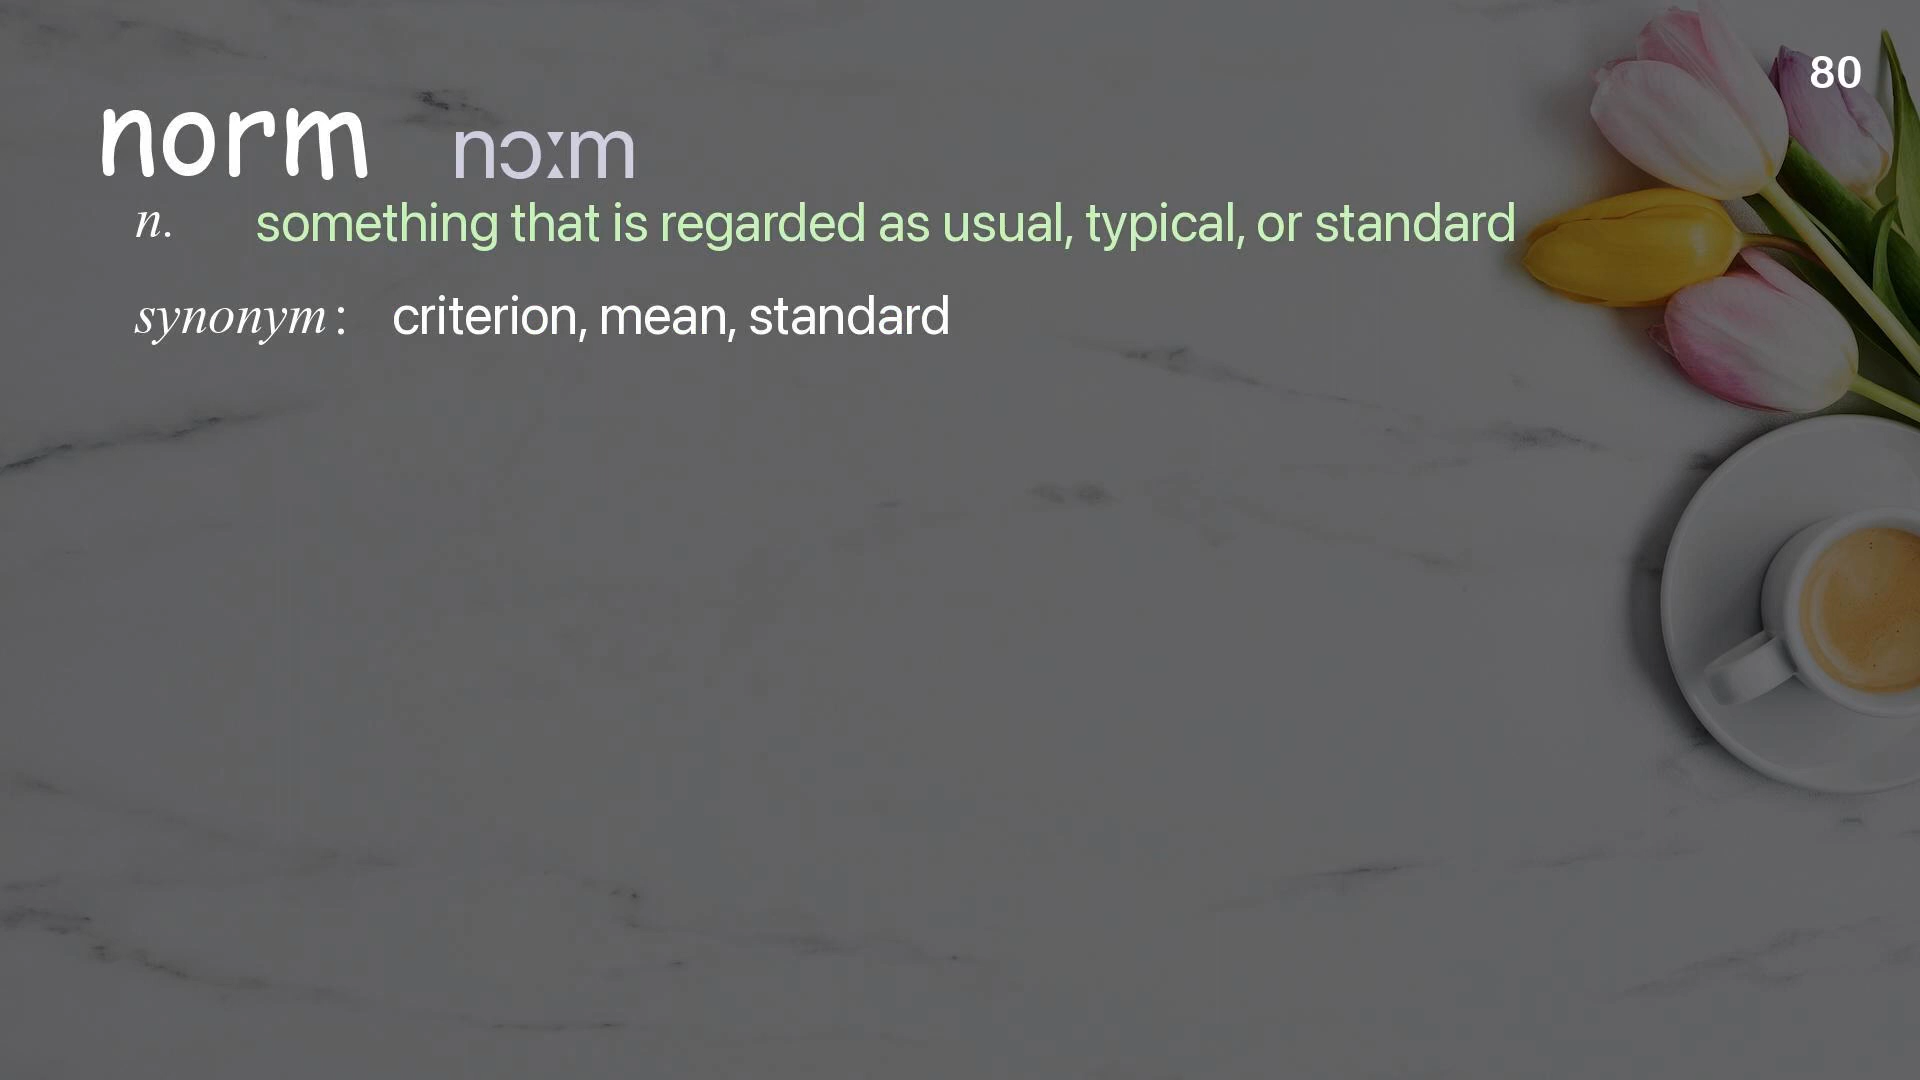 80
norm nɔːm
n. something that is regarded as usual, typical, or standard
synonym: criterion, mean, standard